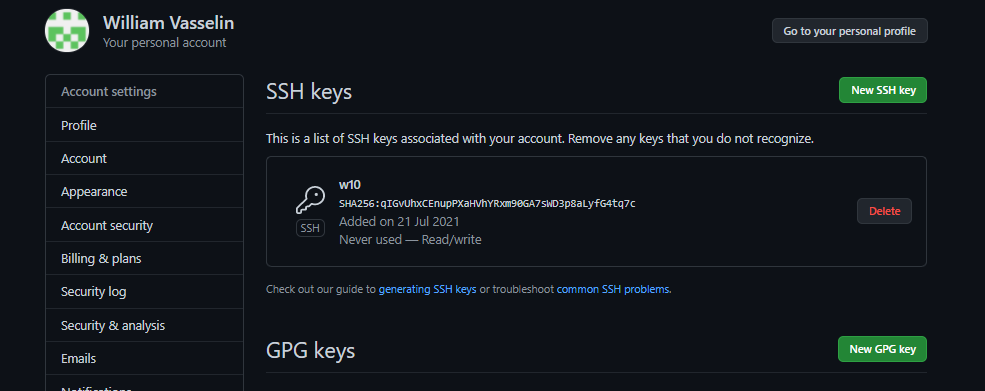 William Vasselin
Your personal account
Go to your personal profile
Account settings
Profile
Account
Appearance
Account security
Billing & plans
Security log
Security & analysis
Emails
Notifications
SSH keys
New SSH key
This is a list of SSH keys associated with your account. Remove any keys that you do not recognize.
w10
SHA256:qIGvUhxCEnupPXaHVhYRxm90GA7sWD3p8aLyfG4tq7c
SSH
Added on 21 Jul 2021
Never used — Read/write
Delete
Check out our guide to generating SSH keys or troubleshoot common SSH problems.
GPG keys
New GPG key